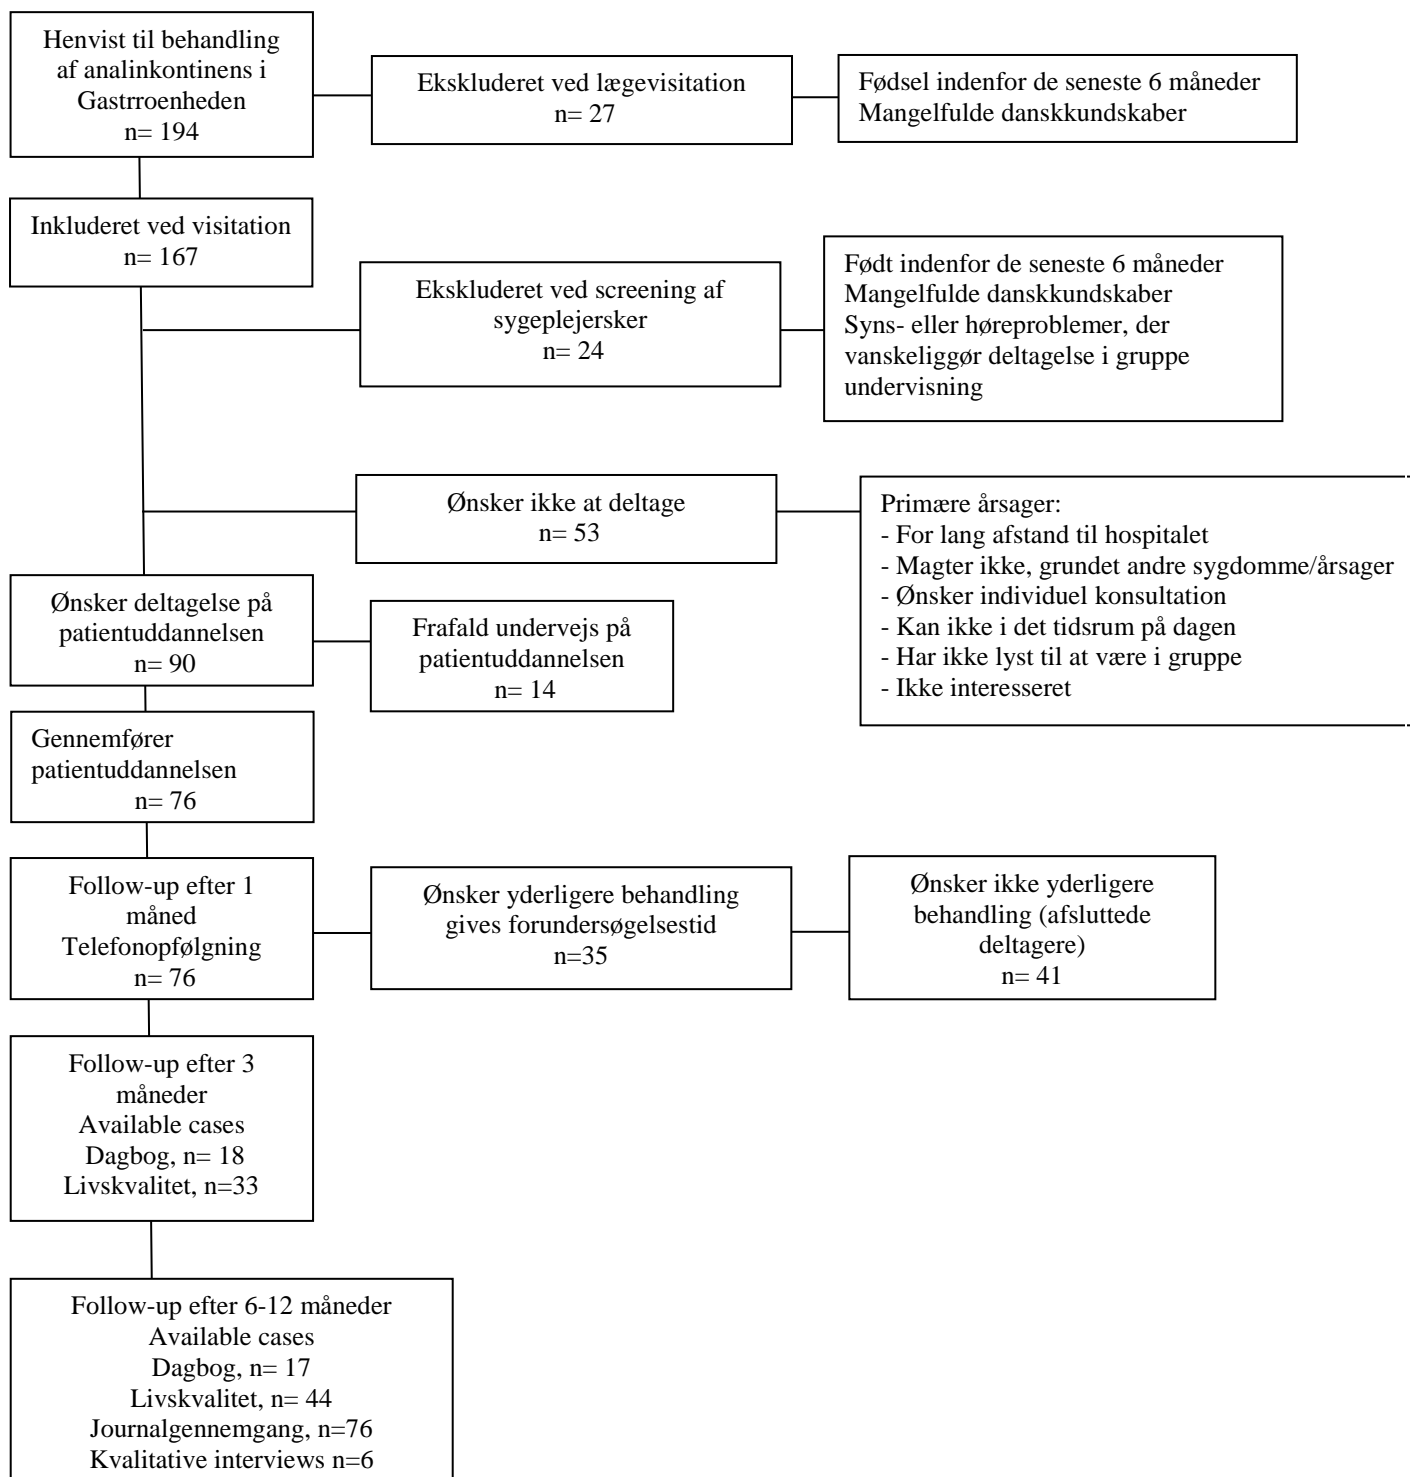 Henvist til behandling
af analinkontinens i
Gastrroenheden
n= 194
Ekskluderet ved lægevisitation
n= 27
Fødsel indenfor de seneste 6 måneder
Mangelfulde danskkundskaber
Inkluderet ved visitation
n= 167
Ekskluderet ved screening af
sygeplejersker
n= 24
Født indenfor de seneste 6 måneder
Mangelfulde danskkundskaber
Syns- eller høreproblemer, der
vanskeliggør deltagelse i gruppe
undervisning
Ønsker ikke at deltage
n= 53
Primære årsager:
- For lang afstand til hospitalet
- Magter ikke, grundet andre sygdomme/årsager
- Ønsker individuel konsultation
- Kan ikke i det tidsrum på dagen
- Har ikke lyst til at være i gruppe
- Ikke interesseret
Ønsker deltagelse på
patientuddannelsen
n= 90
Frafald undervejs på
patientuddannelsen
n= 14
Gennemfører
patientuddannelsen
n= 76
Follow-up efter 1
måned
Telefonopfølgning
n= 76
Ønsker yderligere behandling
gives forundersøgelsestid
n=35
Ønsker ikke yderligere
behandling (afsluttede
deltagere)
n= 41
Follow-up efter 3
måneder
Available cases
Dagbog, n= 18
Livskvalitet, n=33
Follow-up efter 6-12 måneder
Available cases
Dagbog, n= 17
Livskvalitet, n= 44
Journalgennemgang, n=76
Kvalitative interviews n=6